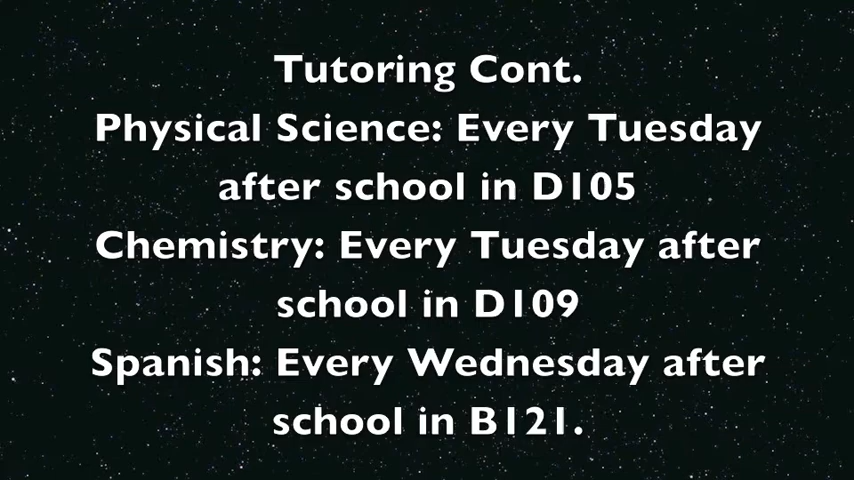 Tutoring Cont.
Physical Science: Every Tuesday
after school in D105
Chemistry: Every Tuesday after
school in D109
Spanish: Every Wednesday after
school in B121.